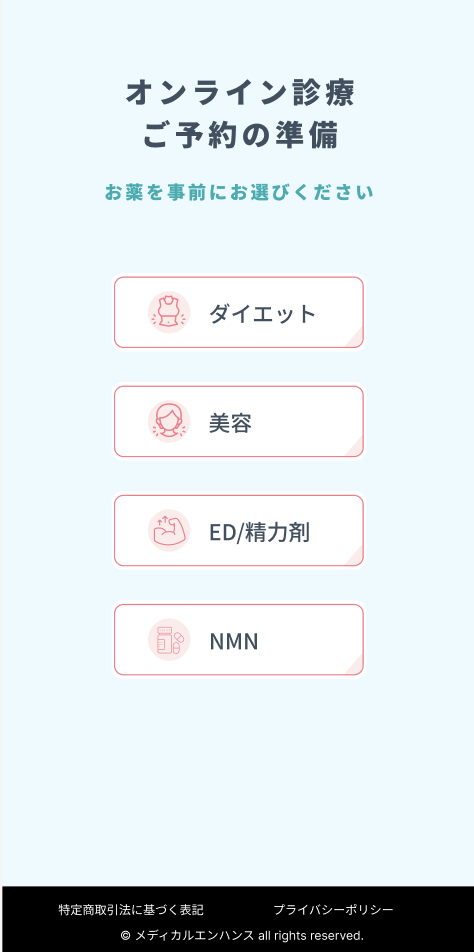 オンライン診療
ご予約の準備
お薬を事前にお選びください
ダイエット
美容
ED/精力剤
NMN
特定商取引法に基づく表記
プライバシーポリシー
© メディカルエンハンス all rights reserved.